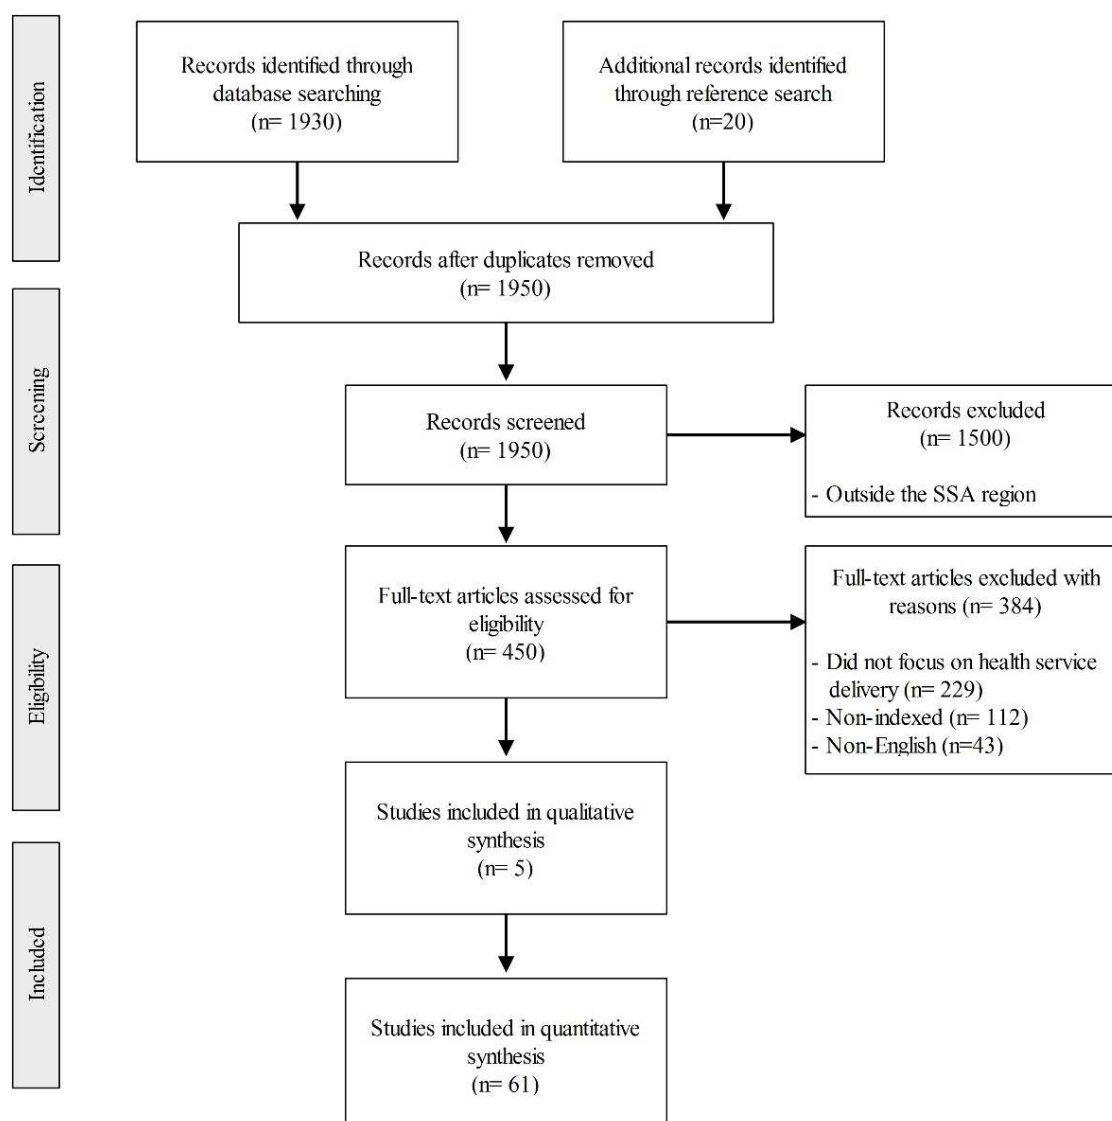 Identification
Records identified through
database searching
(n= 1930)
Additional records identified
through reference search
(n=20)
Records after duplicates removed
(n= 1950)
Screening
Records screened
(n= 1950)
Records excluded
(n= 1500)
- Outside the SSA region
Eligibility
Full-text articles assessed for
eligibility
(n= 450)
Full-text articles excluded with
reasons (n= 384)
- Did not focus on health service
delivery (n= 229)
- Non-indexed (n= 112)
- Non-English (n=43)
Studies included in qualitative
synthesis
(n= 5)
Included
Studies included in quantitative
synthesis
(n= 61)